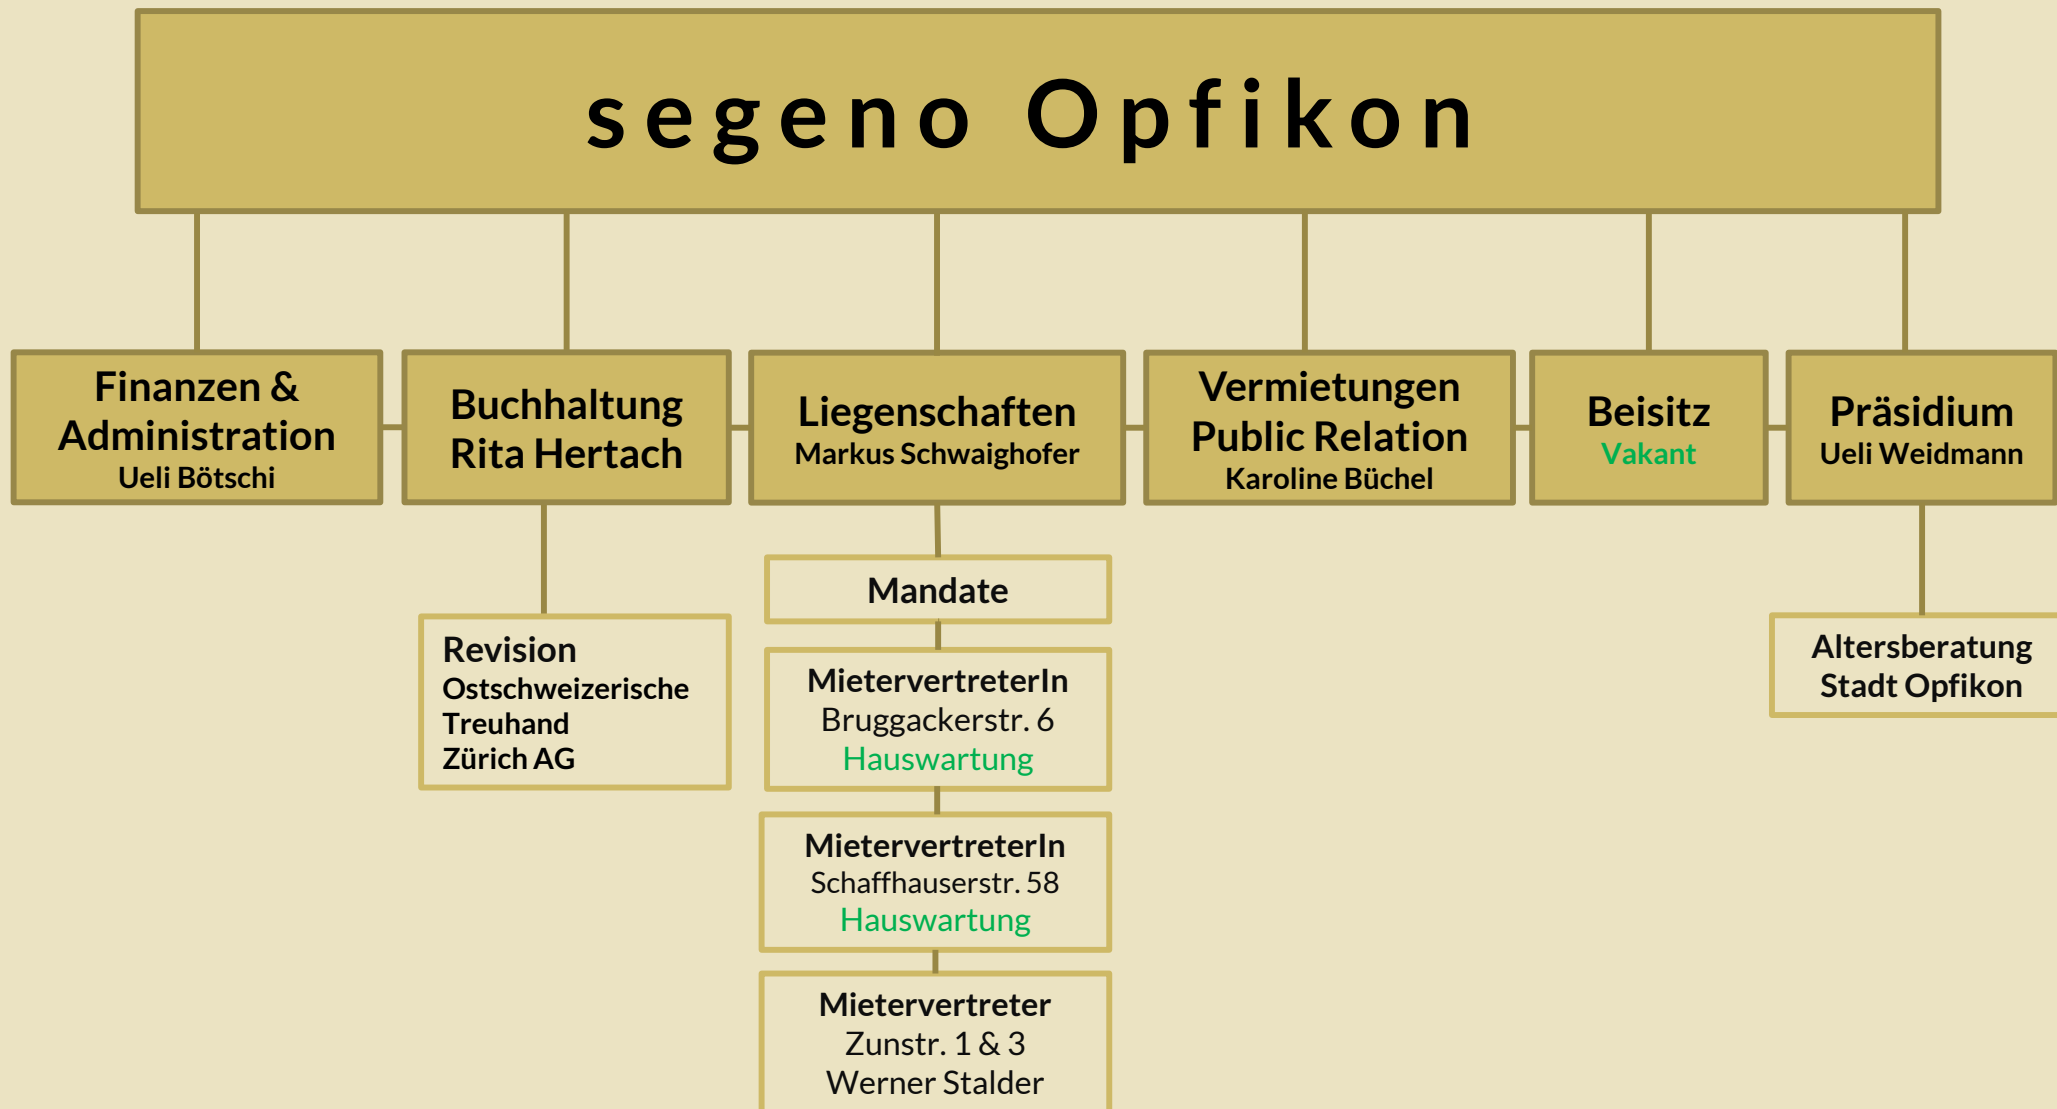 segeno Opfikon
Finanzen &
Administration
Ueli Bötschi
Buchhaltung
Rita Hertach
Liegenschaften
Markus Schwaighofer
Vermietungen
Public Relation
Karoline Büchel
Beisitz
Vakant
Präsidium
Ueli Weidmann
Revision
Ostschweizerische
Treuhand
Zürich AG
Mandate
MietervertreterIn
Bruggackerstr. 6
Hauswartung
MietervertreterIn
Schaffhauserstr. 58
Hauswartung
Mietervertreter
Zunstr. 1 & 3
Werner Stalder
Altersberatung
Stadt Opfikon